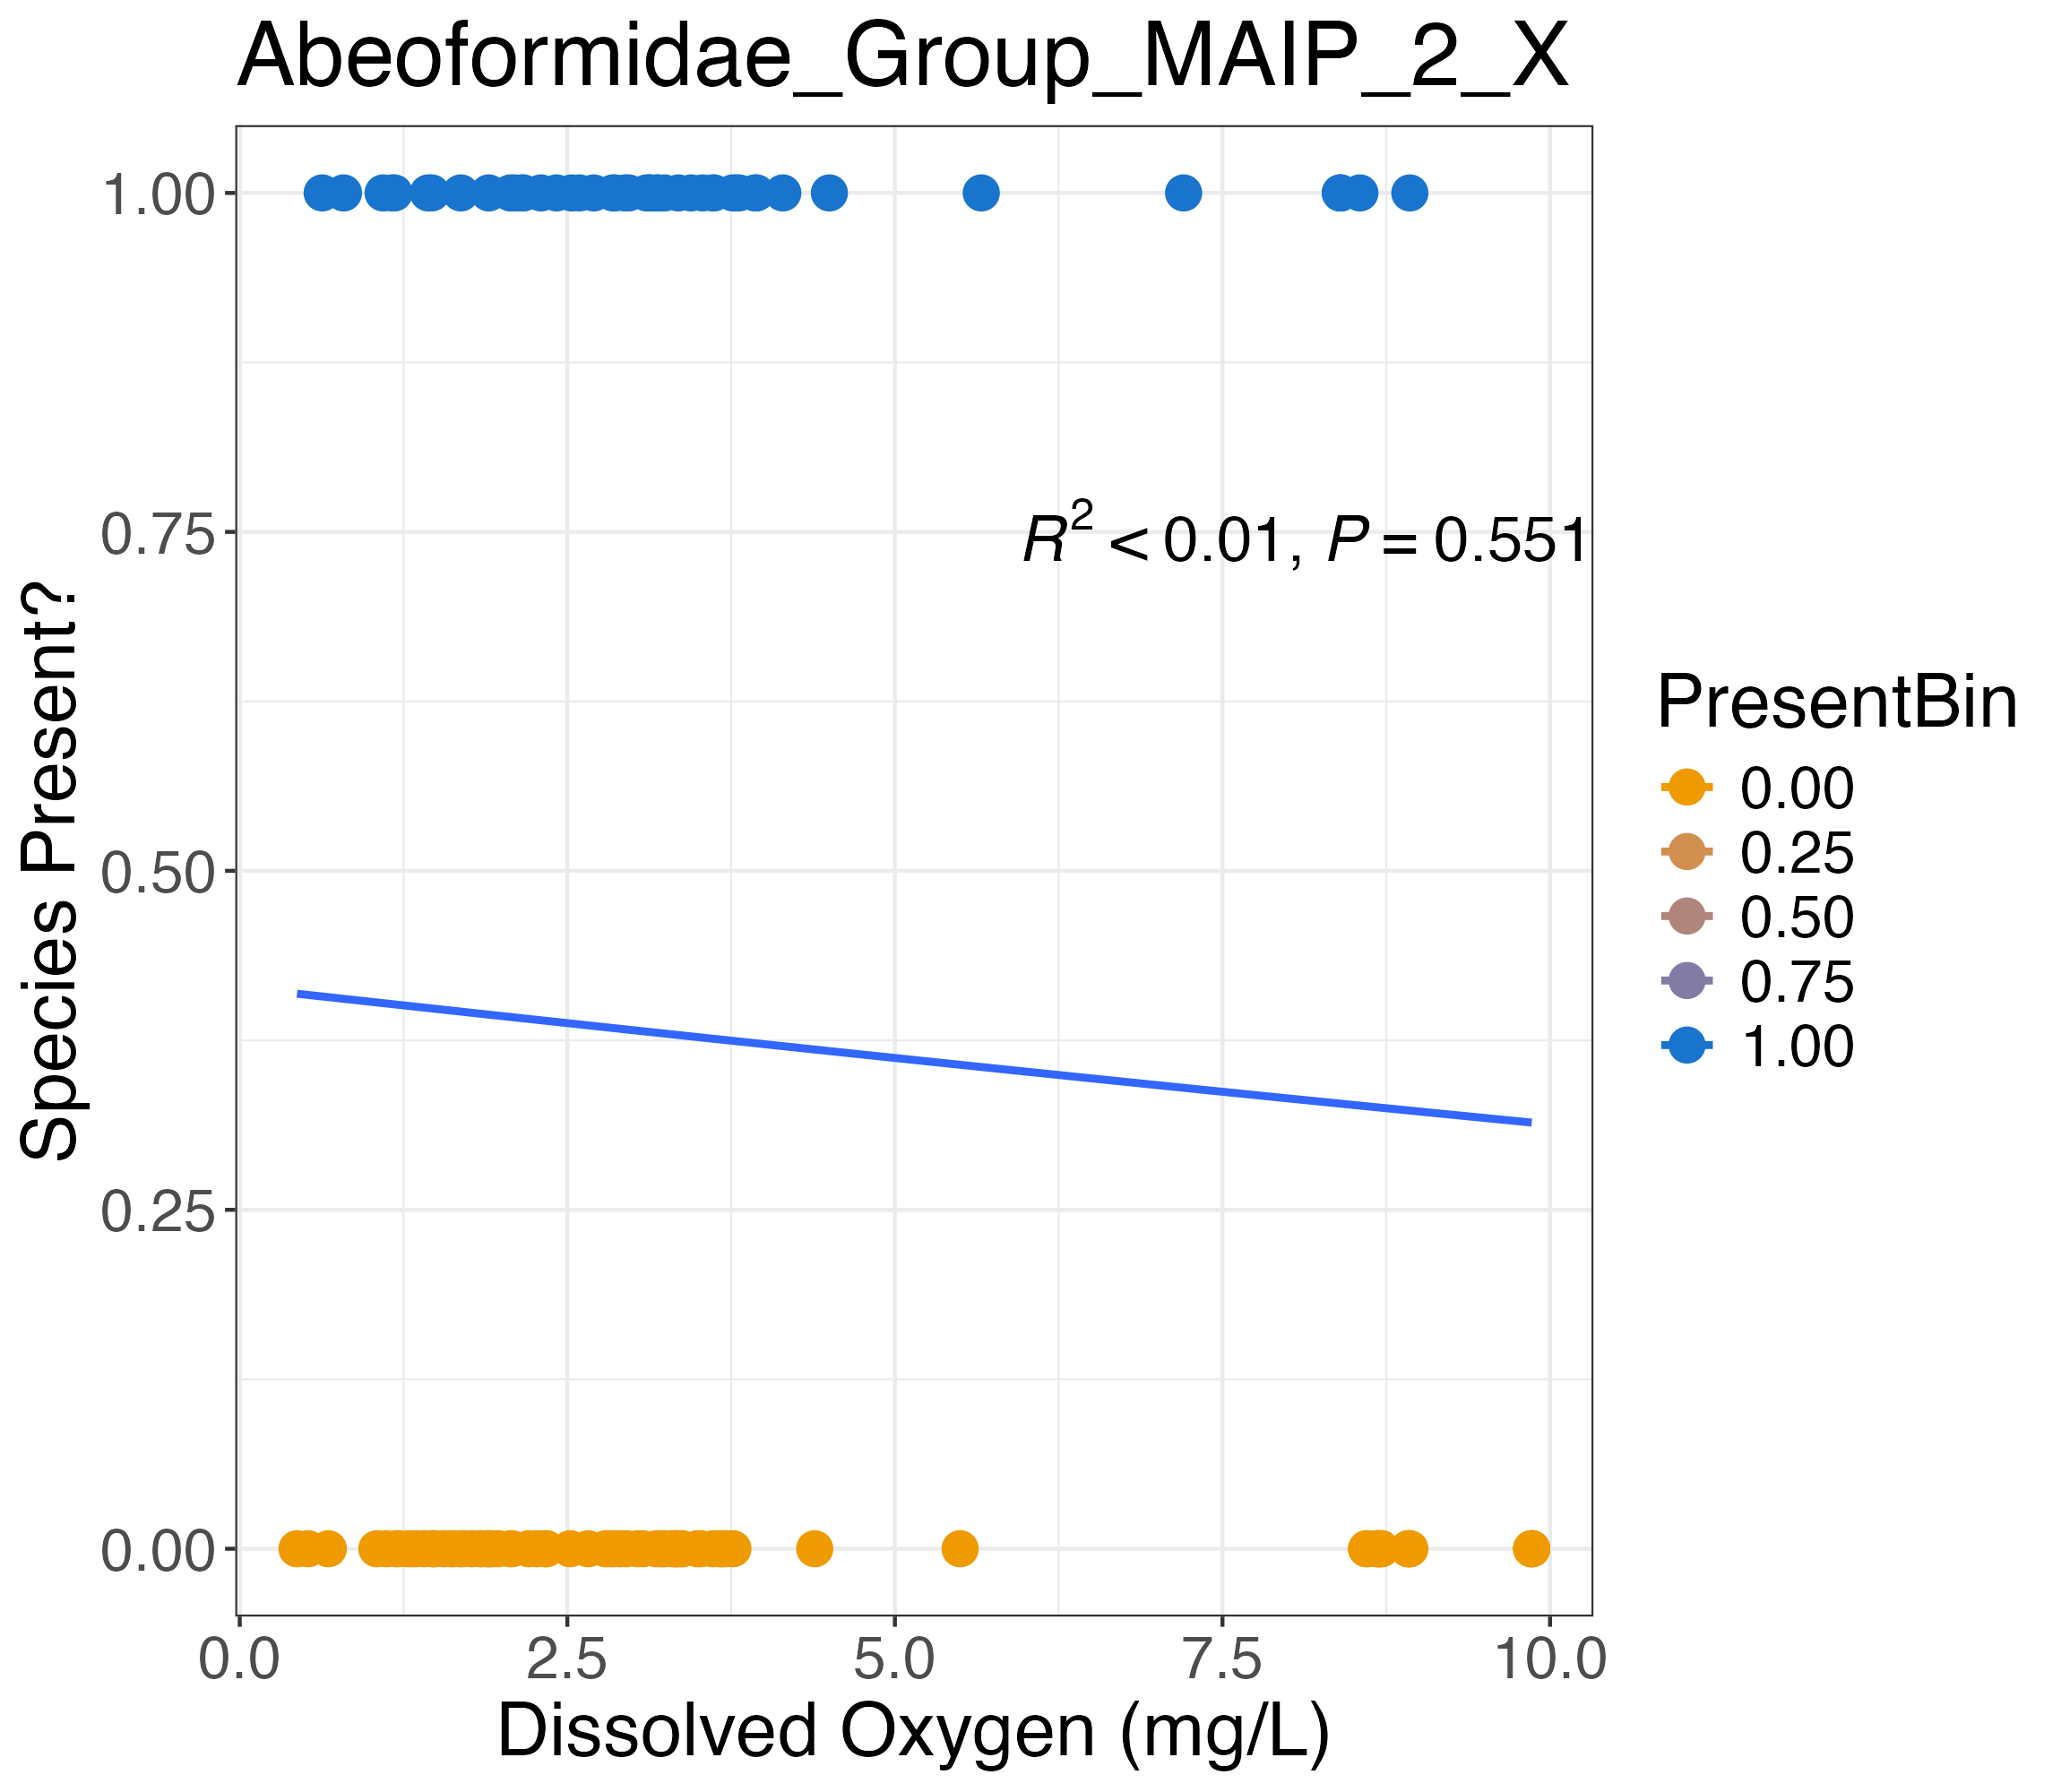 Abeoformidae_Group_MAIP_2_X
1.00
0.75
0.50
0.25
0.00
Species Present?
R² < 0.01, P = 0.551
0.0 2.5 5.0 7.5 10.0
Dissolved Oxygen (mg/L)
PresentBin
0.00
0.25
0.50
0.75
1.00